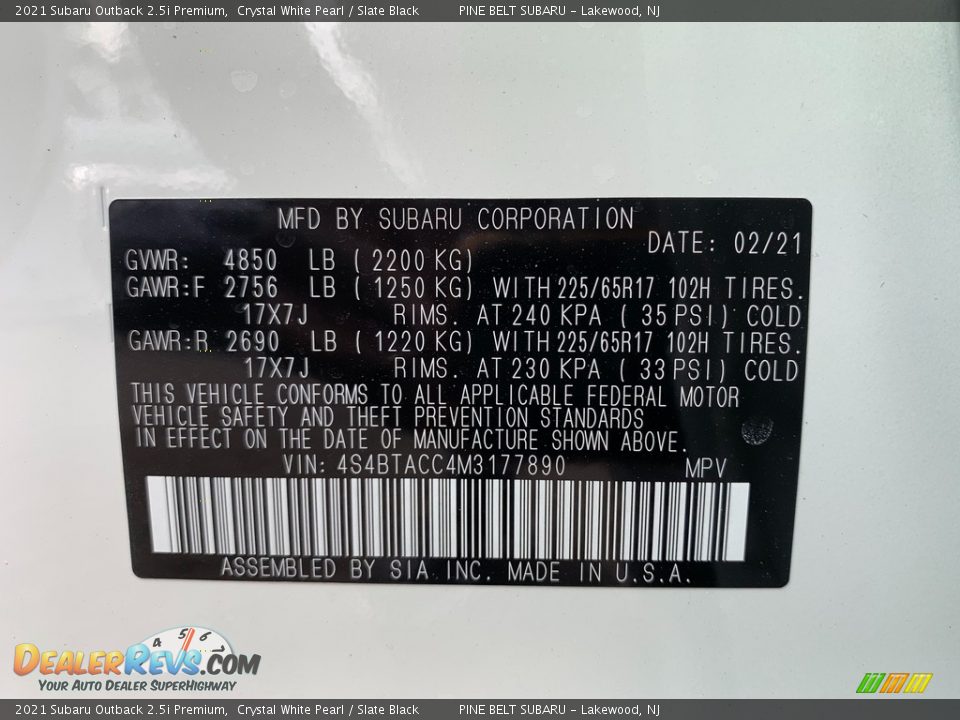 2021 Subaru Outback 2.5i Premium, Crystal White Pearl / Slate Black PINE BELT SUBARU - Lakewood, NJ
MFD BY SUBARU CORPORATION
DATE: 02/21
GVWR: 4850 LB ( 2200 KG)
GAWR:F 2756 LB ( 1250 KG) WITH 225/65R17 102H TIRES.
17X7J RIMS. AT 240 KPA ( 35 PSI) COLD
GAWR:R 2690 LB ( 1220 KG) WITH 225/65R17 102H TIRES.
17X7J RIMS. AT 230 KPA ( 33 PSI) COLD
THIS VEHICLE CONFORMS TO ALL APPLICABLE FEDERAL MOTOR
VEHICLE SAFETY AND THEFT PREVENTION STANDARDS
IN EFFECT ON THE DATE OF MANUFACTURE SHOWN ABOVE.
VIN: 4S4BTACC4M3177890 MPV
ASSEMBLED BY SIA INC. MADE IN U.S.A.
4 5 6 7
DEALERREVS.COM
YOUR AUTO DEALER SUPERHIGHWAY
2021 Subaru Outback 2.5i Premium, Crystal White Pearl / Slate Black PINE BELT SUBARU - Lakewood, NJ